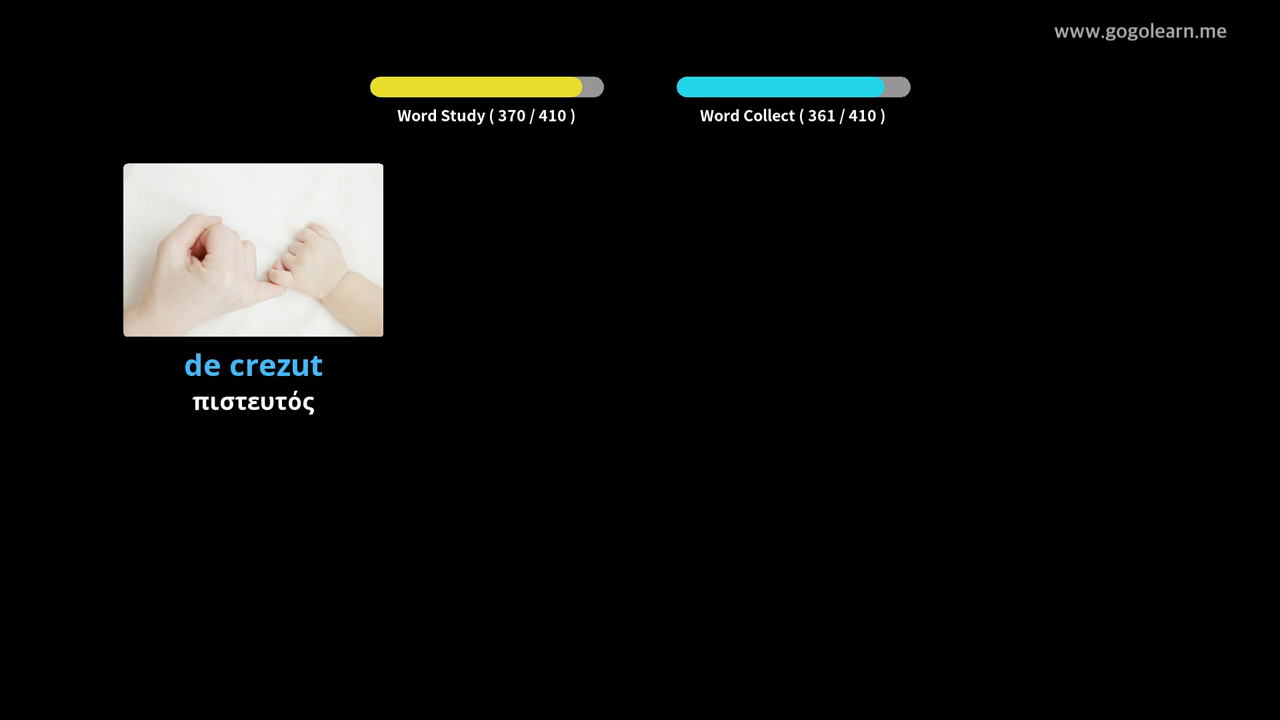 www.gogolearn.me
Word Study ( 370 / 410 )
Word Collect ( 361 / 410 )
de crezut
πιστευτός